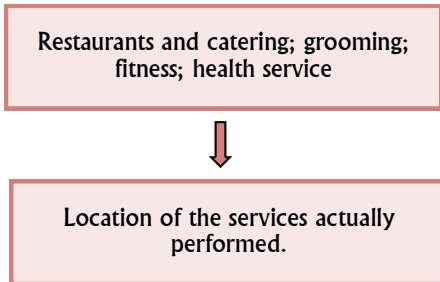 Restaurants and catering; grooming;
fitness; health service
Location of the services actually
performed.